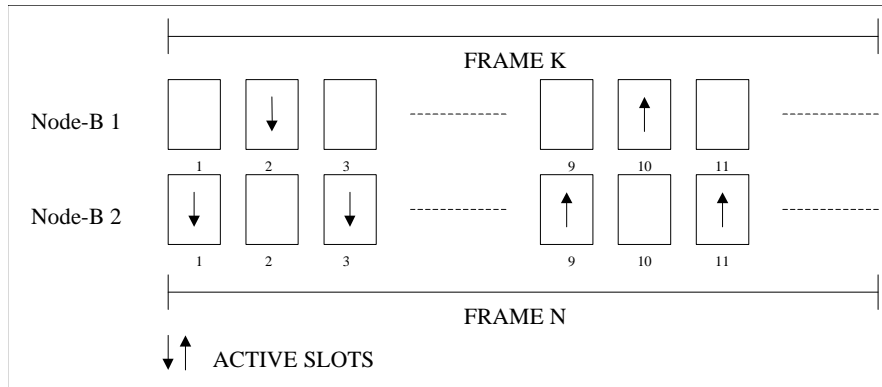 FRAME K
Node-B 1
1 2 3 9 10 11
Node-B 2
1 2 3 9 10 11
FRAME N
ACTIVE SLOTS